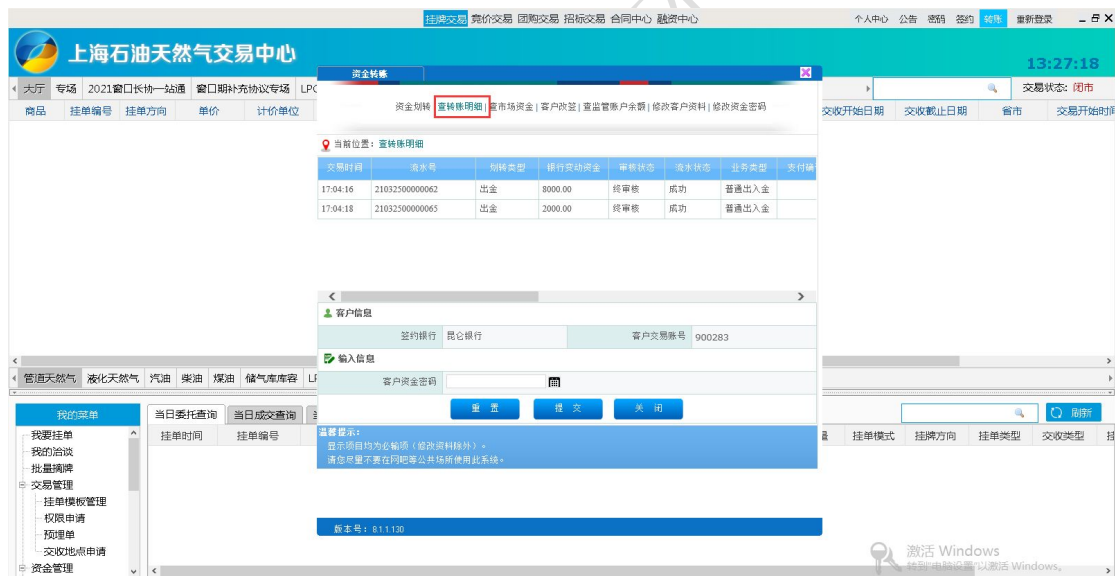 挂牌交易 竞价交易 团购交易 招标交易 合同中心 融资中心 个人中心 公告 密码 签约 转账 重新登录
上海石油天然气交易中心
13:27:18
大厅 专场 2021窗口长协一站通 窗口期补充协议专场 交易状态: 闭市
商品 挂单编号 挂单方向 单价 计价单位 交收开始日期 交收截止日期 省市 交易开始时间
资金转账
资金划转 | 查转账明细 | 查市场资金 | 客户改签 | 查监管账户余额 | 修改客户资料 | 修改资金密码
当前位置: 查转账明细
交易时间 流水号 划转类型 银行变动资金 审核状态 流水状态 业务类型 支付确
17:04:16 21032500000062 出金 8000.00 终审核 成功 普通出入金
17:04:18 21032500000065 出金 2000.00 终审核 成功 普通出入金
客户信息
签约银行 昆仑银行 客户交易账号 900283
输入信息
客户资金密码
重 置 提 交 关 闭
温馨提示:
显示项目均为必输项(修改资料除外)。
请您尽量不要在网吧等公共场所使用此系统。
版本号: 8.1.1.130
管道天然气 液化天然气 汽油 柴油 煤油 储气库库容
我的菜单 当日委托查询 当日成交查询 刷新
挂单时间 挂单编号 挂单模式 挂牌方向 挂单类型 交收类型
我要挂单
我的洽谈
批量摘牌
交易管理
挂单模板管理
权限申请
预埋单
交收地点申请
资金管理
激活 Windows
转到"电脑设置"以激活 Windows。